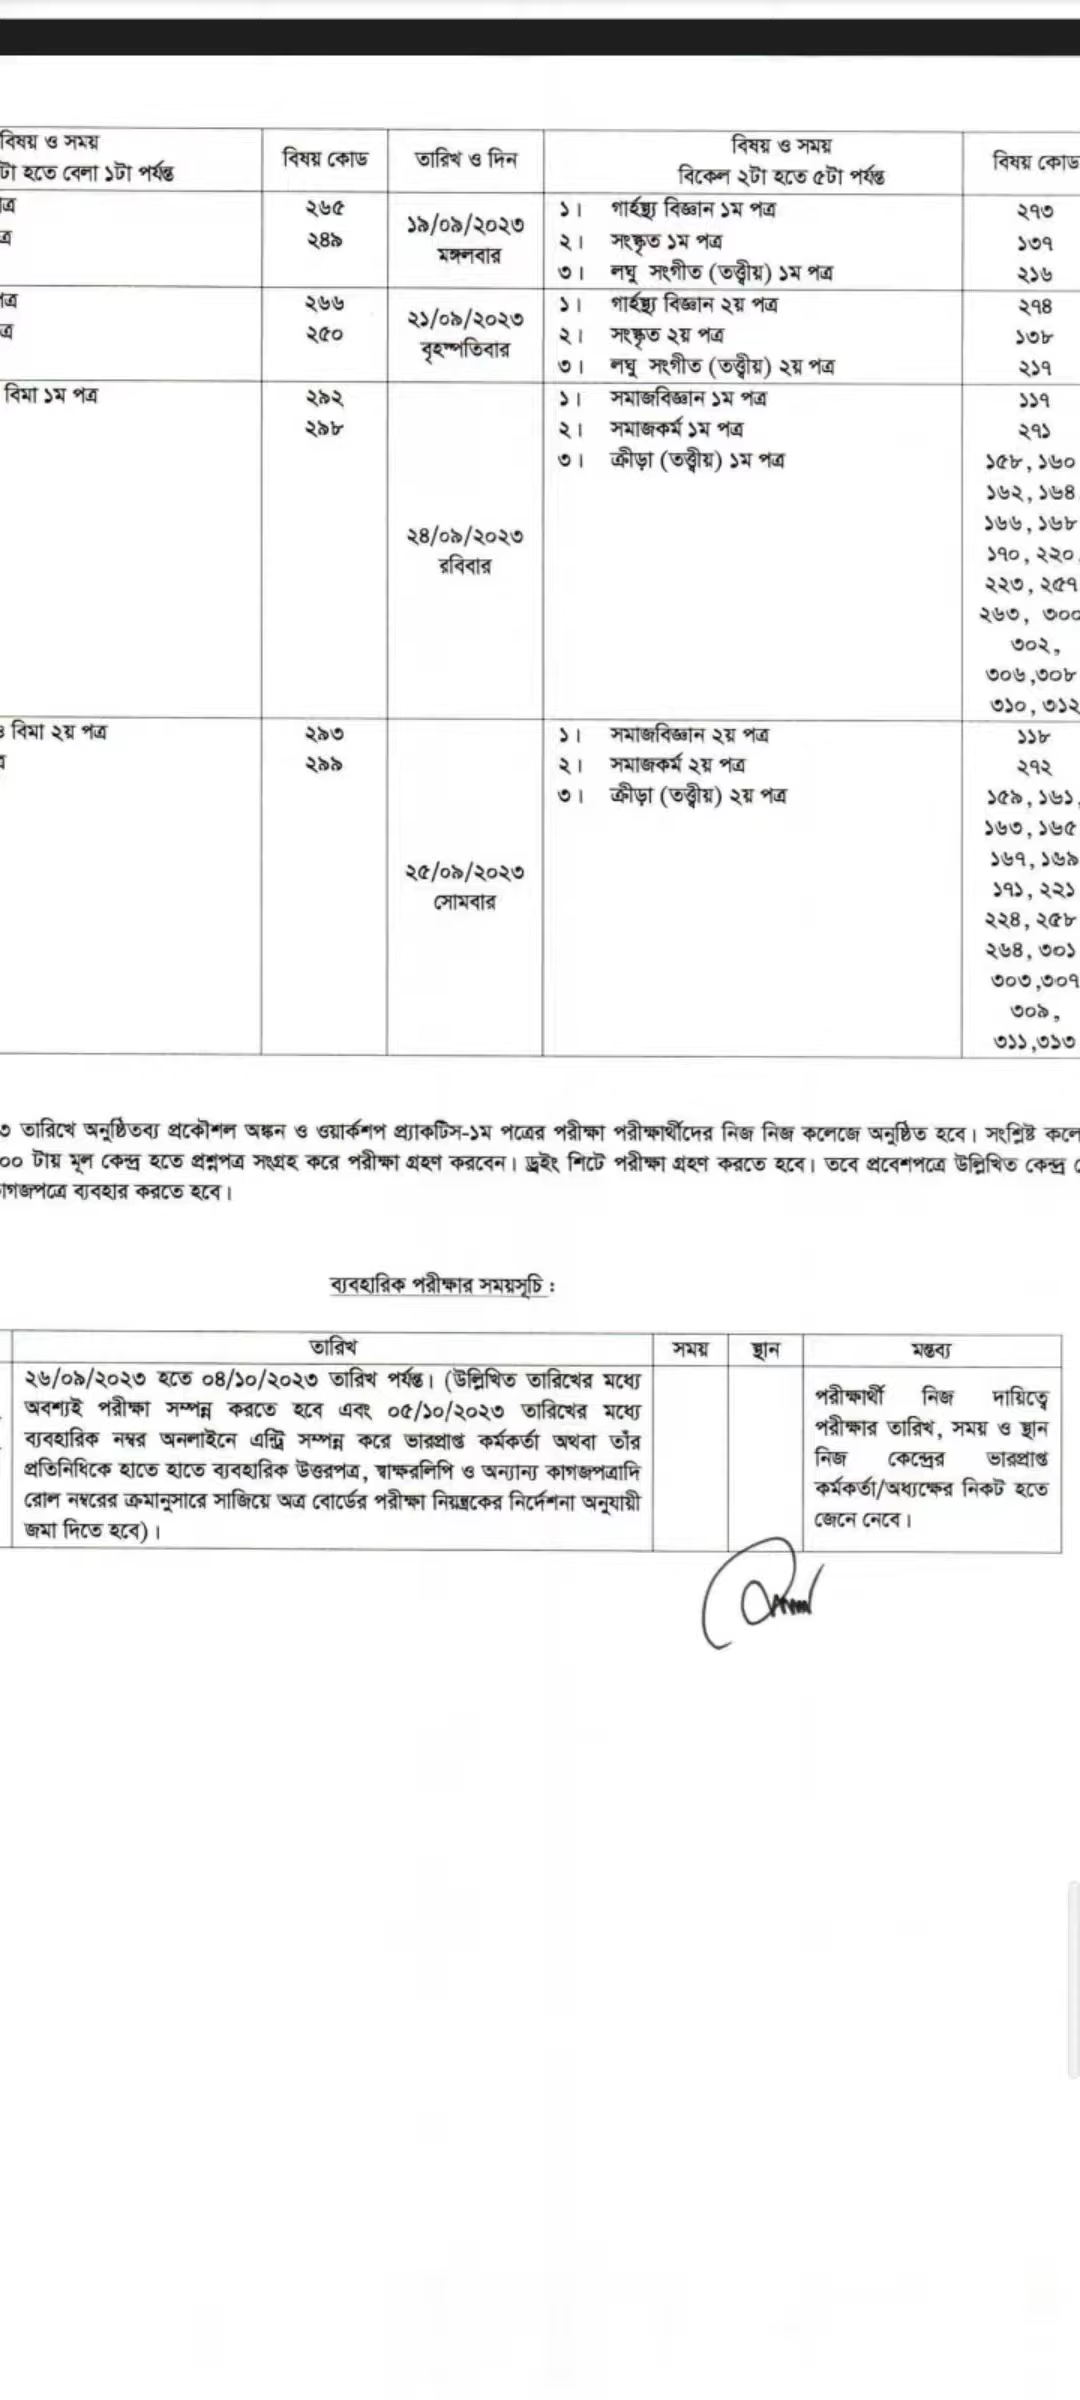 বিষয় ও সময়
টা হতে বেলা ১টা পর্যন্ত
বিষয় কোড
তারিখ ও দিন
বিষয় ও সময়
বিকেল ২টা হতে ৫টা পর্যন্ত
বিষয় কোড
ত্র
ত্র
২৬৫
২৪৯
১৯/০৯/২০২৩
মঙ্গলবার
১। গার্হস্থ্য বিজ্ঞান ১ম পত্র
২। সংস্কৃত ১ম পত্র
৩। লঘু সংগীত (তত্ত্বীয়) ১ম পত্র
২৭৩
১৩৭
২১৬
ত্র
ত্র
২৬৬
২৫০
২১/০৯/২০২৩
বৃহস্পতিবার
১। গার্হস্থ্য বিজ্ঞান ২য় পত্র
২। সংস্কৃত ২য় পত্র
৩। লঘু সংগীত (তত্ত্বীয়) ২য় পত্র
২৭৪
১৩৮
২১৭
বিমা ১ম পত্র
২৯২
২৯৮
২৪/০৯/২০২৩
রবিবার
১। সমাজবিজ্ঞান ১ম পত্র
২। সমাজকর্ম ১ম পত্র
৩। ক্রীড়া (তত্ত্বীয়) ১ম পত্র
১১৭
২৭১
১৫৮, ১৬০
১৬২, ১৬৪
১৬৬, ১৬৮
১৭০, ২২০,
২২৩, ২৫৭
২৬৩, ৩০০
৩০২,
৩০৬,৩০৮
৩১০, ৩১২
ও বিমা ২য় পত্র
২৯৩
২৯৯
২৫/০৯/২০২৩
সোমবার
১। সমাজবিজ্ঞান ২য় পত্র
২। সমাজকর্ম ২য় পত্র
৩। ক্রীড়া (তত্ত্বীয়) ২য় পত্র
১১৮
২৭২
১৫৯, ১৬১,
১৬৩, ১৬৫
১৬৭, ১৬৯
১৭১, ২২১
২২৪, ২৫৮
২৬৪, ৩০১
৩০৩,৩০৭
৩০৯,
৩১১,৩১৩
৩ তারিখে অনুষ্ঠিতব্য প্রকৌশল অঙ্কন ও ওয়ার্কশপ প্র্যাকটিস-১ম পত্রের পরীক্ষা পরীক্ষার্থীদের নিজ নিজ কলেজে অনুষ্ঠিত হবে। সংশ্লিষ্ট কলে
০০ টায় মূল কেন্দ্র হতে প্রশ্নপত্র সংগ্রহ করে পরীক্ষা গ্রহণ করবেন। ড্রইং শিটে পরীক্ষা গ্রহণ করতে হবে। তবে প্রবেশপত্রে উল্লিখিত কেন্দ্র
াগজপত্রে ব্যবহার করতে হবে।
ব্যবহারিক পরীক্ষার সময়সূচি :
তারিখ
সময়
স্থান
মন্তব্য
২৬/০৯/২০২৩ হতে ০৪/১০/২০২৩ তারিখ পর্যন্ত। (উল্লিখিত তারিখের মধ্যে
অবশ্যই পরীক্ষা সম্পন্ন করতে হবে এবং ০৫/১০/২০২৩ তারিখের মধ্যে
ব্যবহারিক নম্বর অনলাইনে এন্ট্রি সম্পন্ন করে ভারপ্রাপ্ত কর্মকর্তা অথবা তাঁর
প্রতিনিধিকে হাতে হাতে ব্যবহারিক উত্তরপত্র, স্বাক্ষরলিপি ও অন্যান্য কাগজপত্রাদি
রোল নম্বরের ক্রমানুসারে সাজিয়ে অত্র বোর্ডের পরীক্ষা নিয়ন্ত্রকের নির্দেশনা অনুযায়ী
জমা দিতে হবে)।
পরীক্ষার্থী নিজ দায়িত্বে
পরীক্ষার তারিখ, সময় ও স্থান
নিজ কেন্দ্রের ভারপ্রাপ্ত
কর্মকর্তা/অধ্যক্ষের নিকট হতে
জেনে নেবে।